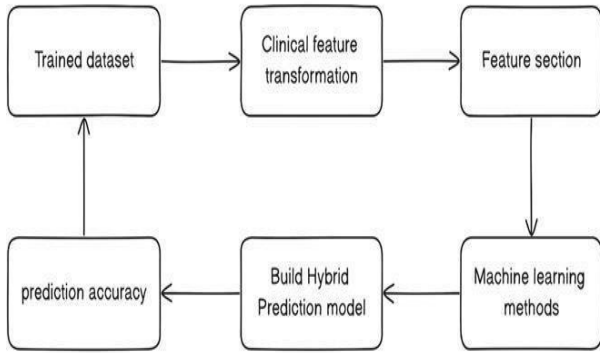 Trained dataset
Clinical feature
transformation
Feature section
prediction accuracy
Build Hybrid
Prediction model
Machine learning
methods